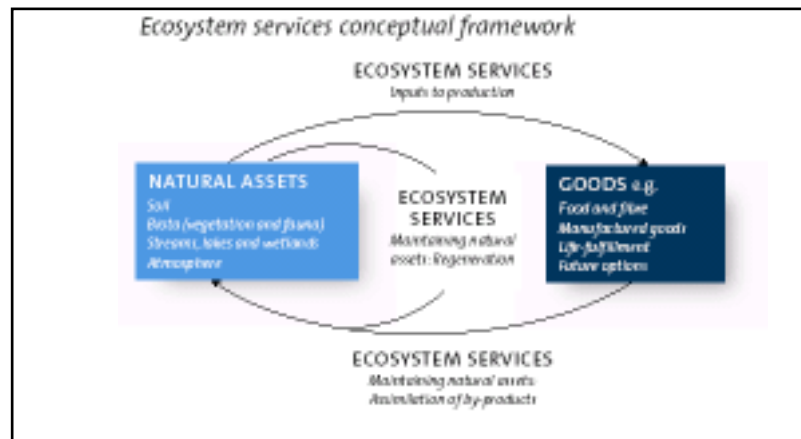 Ecosystem services conceptual framework
ECOSYSTEM SERVICES
Inputs to production
NATURAL ASSETS
Soil
Biota (vegetation and fauna)
Streams, lakes and wetlands
Atmosphere
ECOSYSTEM
SERVICES
Maintaining natural
assets: Regeneration
GOODS e.g.
Food and fibre
Manufactured goods
Life-fulfillment
Future options
ECOSYSTEM SERVICES
Maintaining natural assets:
Assimilation of by-products